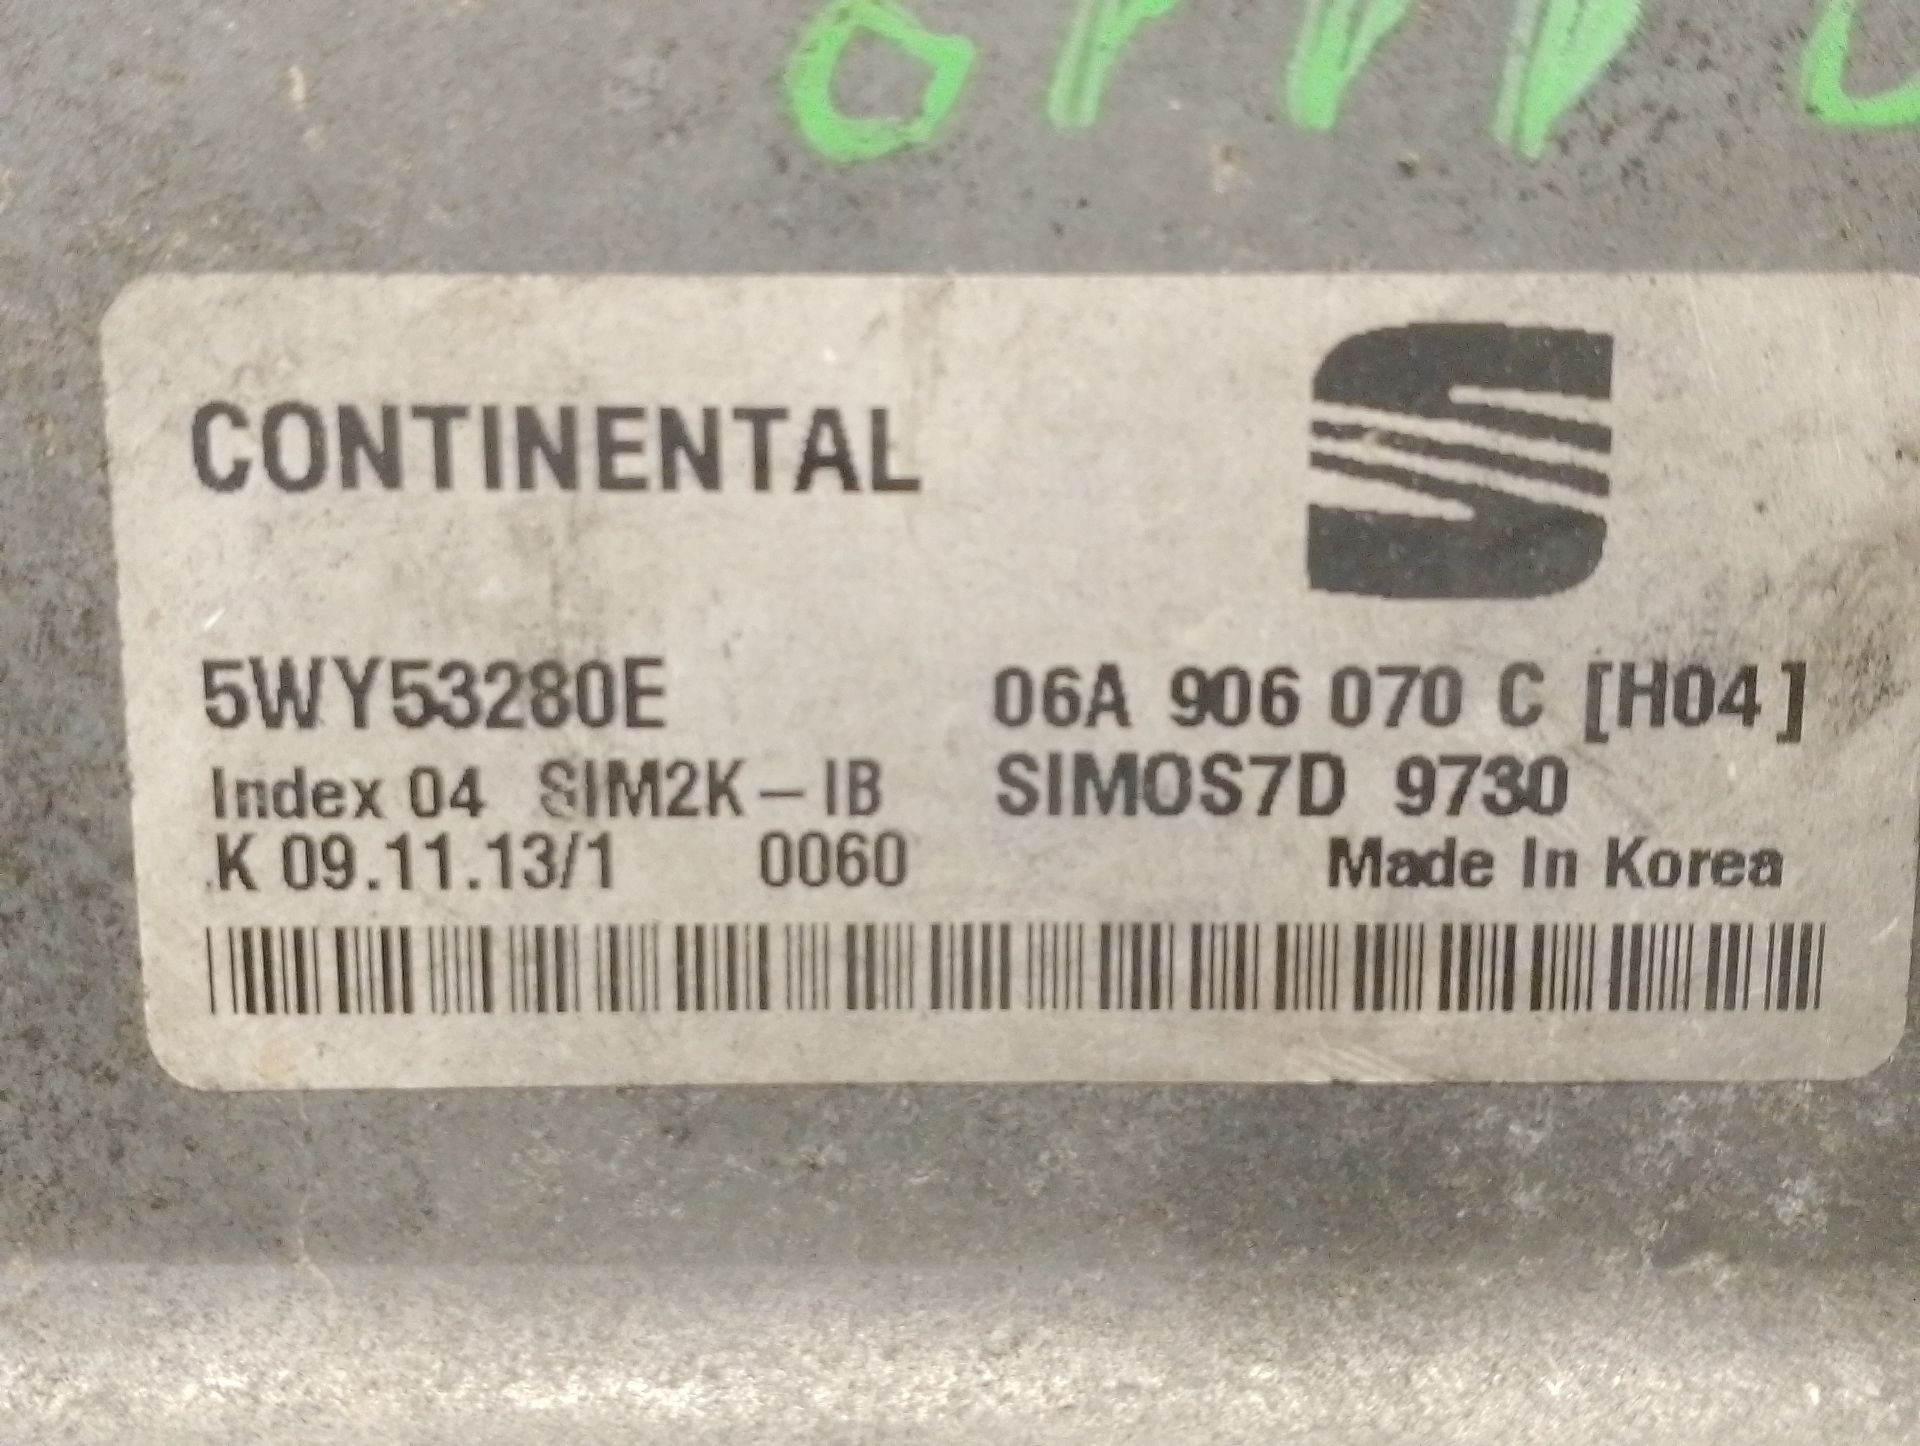 CONTINENTAL
5WY53280E 06A 906 070 C [H04]
Index 04 SIM2K-IB SIMOS7D 9730
K 09.11.13/1 0060 Made In Korea